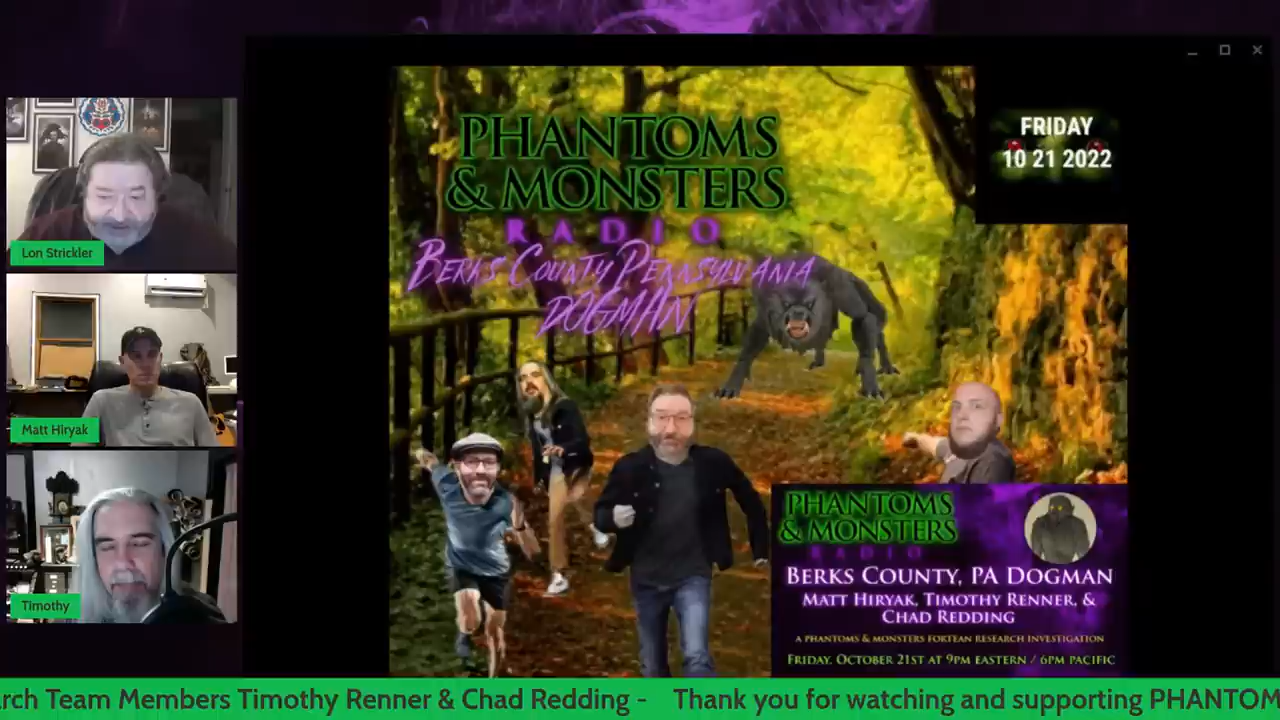 Lon Strickler
Matt Hiryak
Timothy
PHANTOMS
& MONSTERS
RADIO
BERKS COUNTY PENNSYLVANIA
DOGMAN
FRIDAY
10 21 2022
PHANTOMS
& MONSTERS
RADIO
BERKS COUNTY, PA DOGMAN
MATT HIRYAK, TIMOTHY RENNER, &
CHAD REDDING
A PHANTOMS & MONSTERS FORTEAN RESEARCH INVESTIGATION
FRIDAY, OCTOBER 21ST AT 9PM EASTERN / 6PM PACIFIC
rch Team Members Timothy Renner & Chad Redding - Thank you for watching and supporting PHANTOM